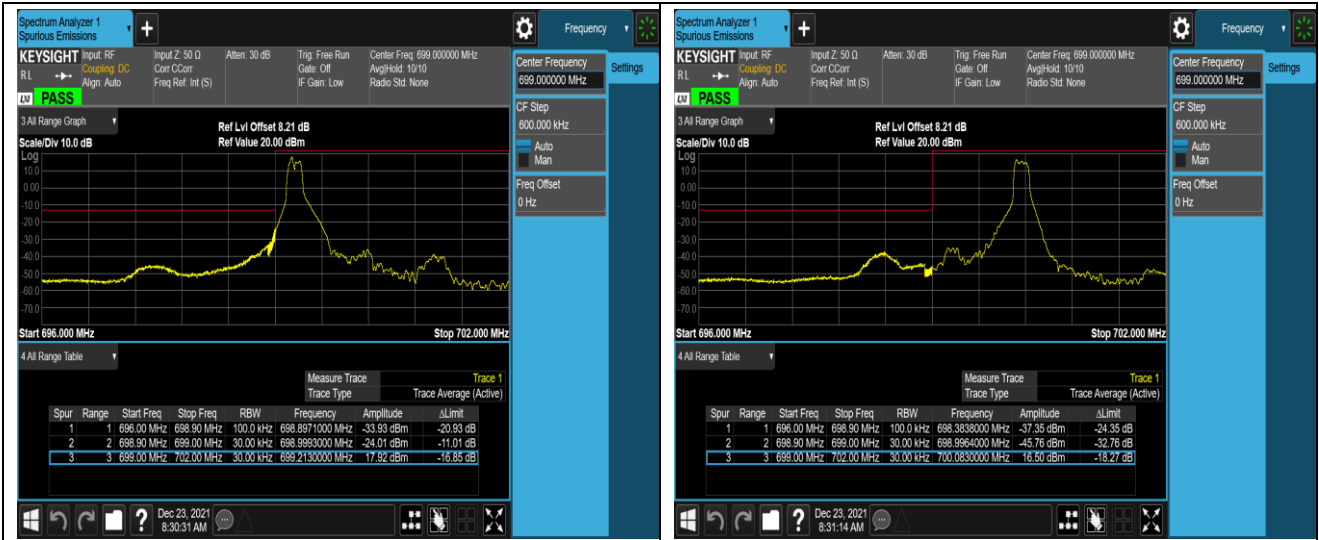 Spectrum Analyzer 1
Spurious Emissions
+
Frequency
KEYSIGHT Input: RF Input Z: 50 Ω Atten: 30 dB Trig: Free Run Center Freq: 699.000000 MHz
Coupling: DC Corr CCorr Gate: Off Avg|Hold: 10/10
RL Align: Auto Freq Ref: Int (S) IF Gain: Low Radio Std: None
LXI PASS
Center Frequency
699.000000 MHz
Settings
CF Step
600.000 kHz
Auto
Man
Freq Offset
0 Hz
3 All Range Graph
Ref Lvl Offset 8.21 dB
Scale/Div 10.0 dB Ref Value 20.00 dBm
Log
10.0
0.00
-10.0
-20.0
-30.0
-40.0
-50.0
-60.0
-70.0
Start 696.000 MHz Stop 702.000 MHz
4 All Range Table
Measure Trace Trace 1
Trace Type Trace Average (Active)
Spur Range Start Freq Stop Freq RBW Frequency Amplitude ΔLimit
1 1 696.00 MHz 698.90 MHz 100.0 kHz 698.8971000 MHz -33.93 dBm -20.93 dB
2 2 698.90 MHz 699.00 MHz 30.00 kHz 698.9993000 MHz -24.01 dBm -11.01 dB
3 3 699.00 MHz 702.00 MHz 30.00 kHz 699.2130000 MHz 17.92 dBm -16.85 dB
?
Dec 23, 2021
8:30:31 AM
Spectrum Analyzer 1
Spurious Emissions
+
Frequency
KEYSIGHT Input: RF Input Z: 50 Ω Atten: 30 dB Trig: Free Run Center Freq: 699.000000 MHz
Coupling: DC Corr CCorr Gate: Off Avg|Hold: 10/10
RL Align: Auto Freq Ref: Int (S) IF Gain: Low Radio Std: None
LXI PASS
Center Frequency
699.000000 MHz
Settings
CF Step
600.000 kHz
Auto
Man
Freq Offset
0 Hz
3 All Range Graph
Ref Lvl Offset 8.21 dB
Scale/Div 10.0 dB Ref Value 20.00 dBm
Log
10.0
0.00
-10.0
-20.0
-30.0
-40.0
-50.0
-60.0
-70.0
Start 696.000 MHz Stop 702.000 MHz
4 All Range Table
Measure Trace Trace 1
Trace Type Trace Average (Active)
Spur Range Start Freq Stop Freq RBW Frequency Amplitude ΔLimit
1 1 696.00 MHz 698.90 MHz 100.0 kHz 698.3838000 MHz -37.35 dBm -24.35 dB
2 2 698.90 MHz 699.00 MHz 30.00 kHz 698.9964000 MHz -45.76 dBm -32.76 dB
3 3 699.00 MHz 702.00 MHz 30.00 kHz 700.0830000 MHz 16.50 dBm -18.27 dB
?
Dec 23, 2021
8:31:14 AM